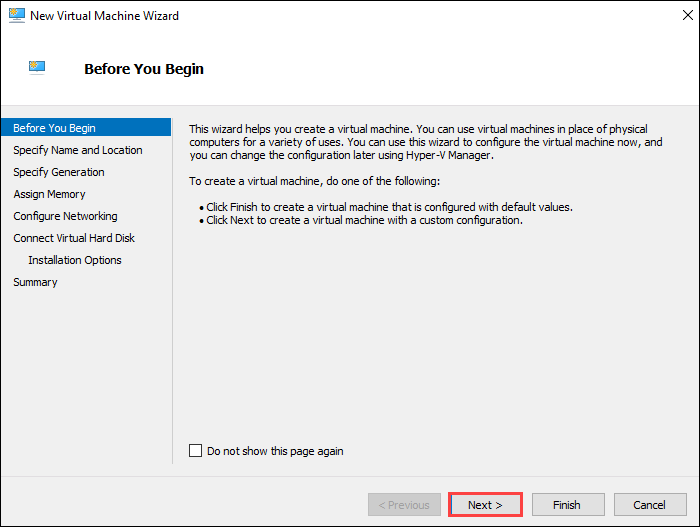 New Virtual Machine Wizard
Before You Begin
Before You Begin
Specify Name and Location
Specify Generation
Assign Memory
Configure Networking
Connect Virtual Hard Disk
Installation Options
Summary
This wizard helps you create a virtual machine. You can use virtual machines in place of physical
computers for a variety of uses. You can use this wizard to configure the virtual machine now, and
you can change the configuration later using Hyper-V Manager.
To create a virtual machine, do one of the following:
• Click Finish to create a virtual machine that is configured with default values.
• Click Next to create a virtual machine with a custom configuration.
Do not show this page again
< Previous
Next >
Finish
Cancel